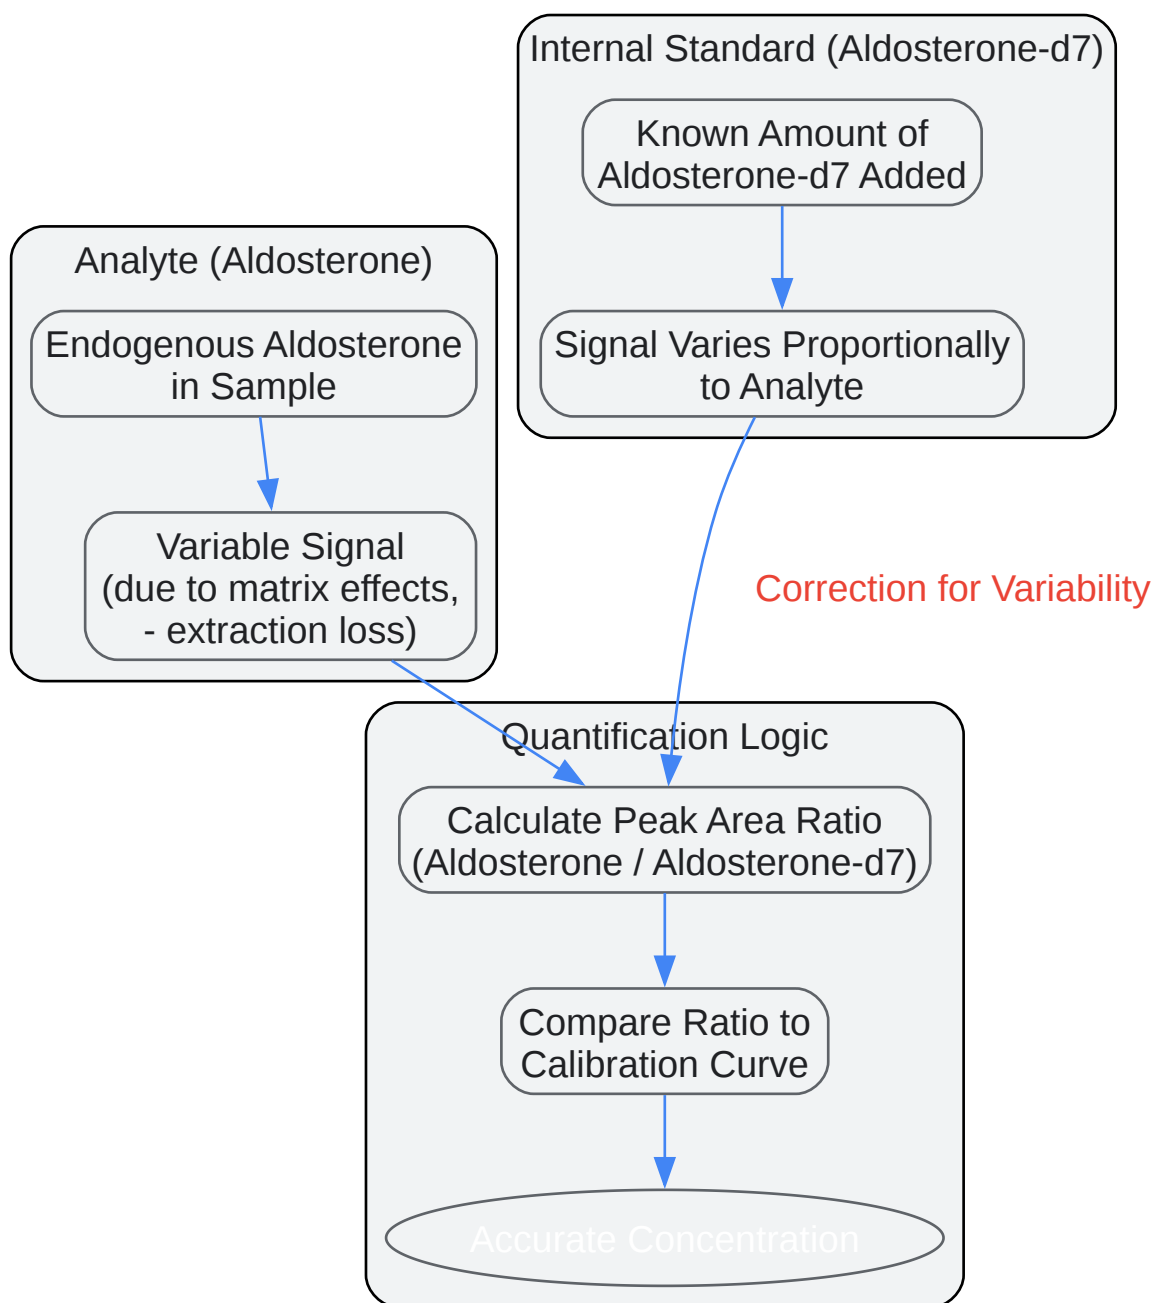 Internal Standard (Aldosterone-d7)
Known Amount of
Aldosterone-d7 Added
Signal Varies Proportionally
to Analyte
Analyte (Aldosterone)
Endogenous Aldosterone
in Sample
Variable Signal
(due to matrix effects,
- extraction loss)
Correction for Variability
Quantification Logic
Calculate Peak Area Ratio
(Aldosterone / Aldosterone-d7)
Compare Ratio to
Calibration Curve
Accurate Concentration